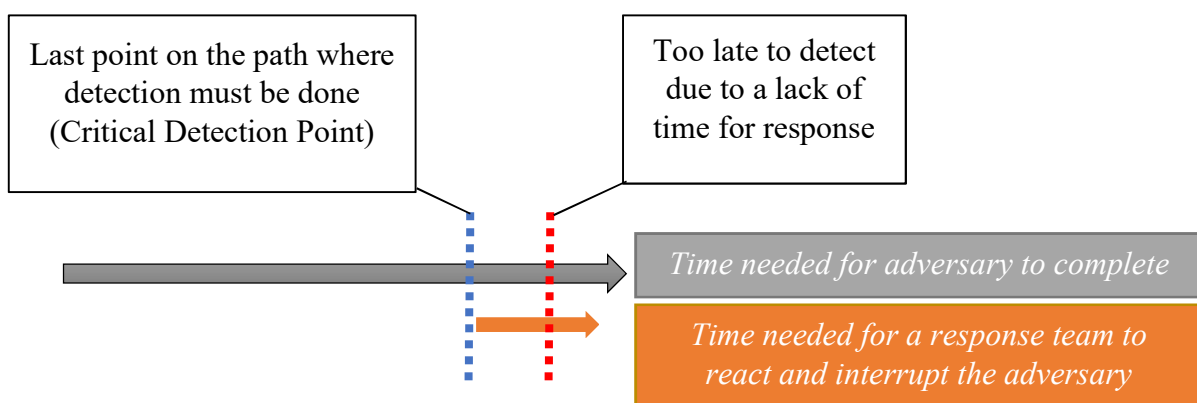 Last point on the path where
detection must be done
(Critical Detection Point)
Too late to detect
due to a lack of
time for response
Time needed for adversary to complete
Time needed for a response team to
react and interrupt the adversary